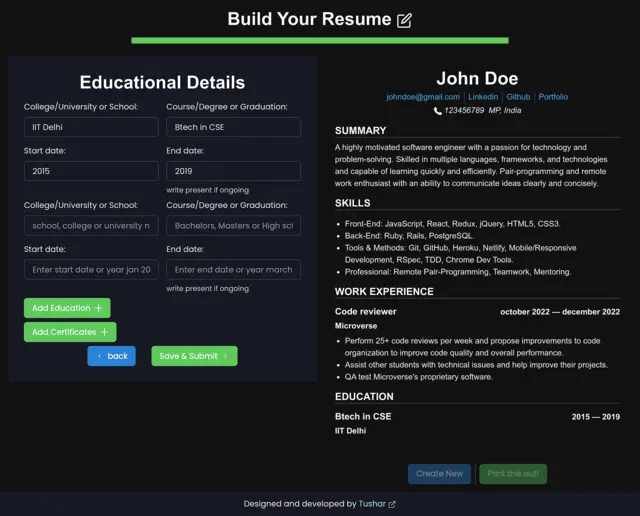 Build Your Resume
Educational Details
College/University or School: Course/Degree or Graduation:
IIT Delhi Btech in CSE
Start date: End date:
2015 2019
write present if ongoing
College/University or School: Course/Degree or Graduation:
school, college or university n Bachelors, Masters or High scl
Start date: End date:
Enter start date or year jan 20 Enter end date or year march
write present if ongoing
Add Education +
Add Certificates +
‹ back Save & Submit ›
John Doe
johndoe@gmail.com | Linkedin | Github | Portfolio
123456789 MP, India
SUMMARY
A highly motivated software engineer with a passion for technology and
problem-solving. Skilled in multiple languages, frameworks, and technologies
and capable of learning quickly and efficiently. Pair-programming and remote
work enthusiast with an ability to communicate ideas clearly and concisely.
SKILLS
• Front-End: JavaScript, React, Redux, jQuery, HTML5, CSS3.
• Back-End: Ruby, Rails, PostgreSQL.
• Tools & Methods: Git, GitHub, Heroku, Netlify, Mobile/Responsive
Development, RSpec, TDD, Chrome Dev Tools.
• Professional: Remote Pair-Programming, Teamwork, Mentoring.
WORK EXPERIENCE
Code reviewer october 2022 — december 2022
Microverse
• Perform 25+ code reviews per week and propose improvements to code
organization to improve code quality and overall performance.
• Assist other students with technical issues and help improve their projects.
• QA test Microverse's proprietary software.
EDUCATION
Btech in CSE 2015 — 2019
IIT Delhi
Create New | Print this out!
Designed and developed by Tushar